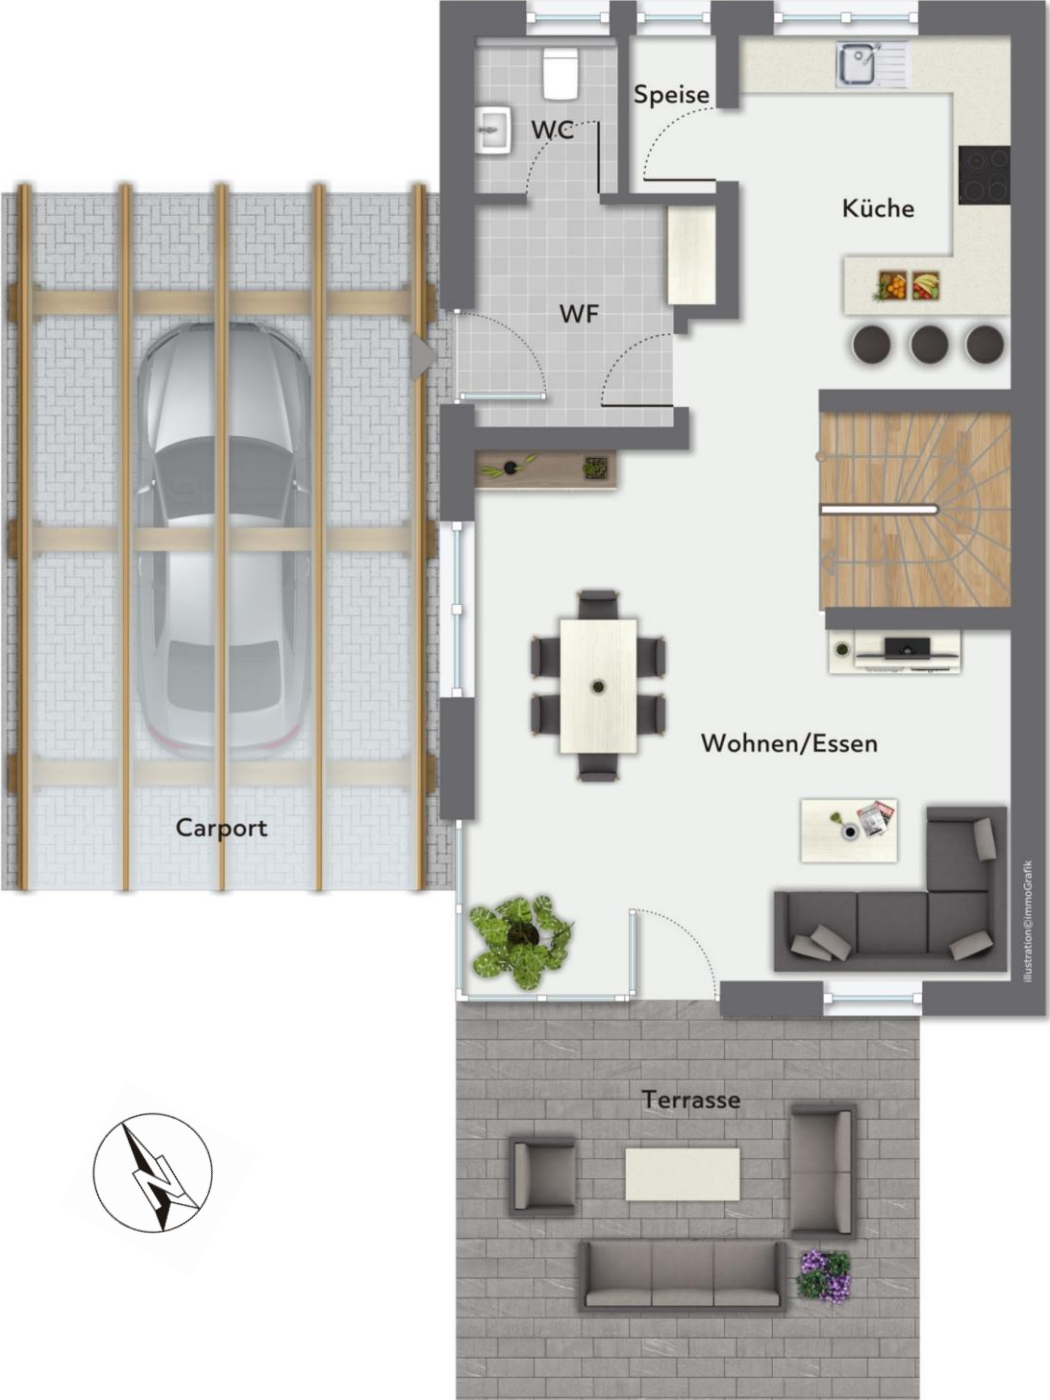 Speise
WC
Küche
WF
Wohnen/Essen
Carport
illustration©immoGrafik
Terrasse
N